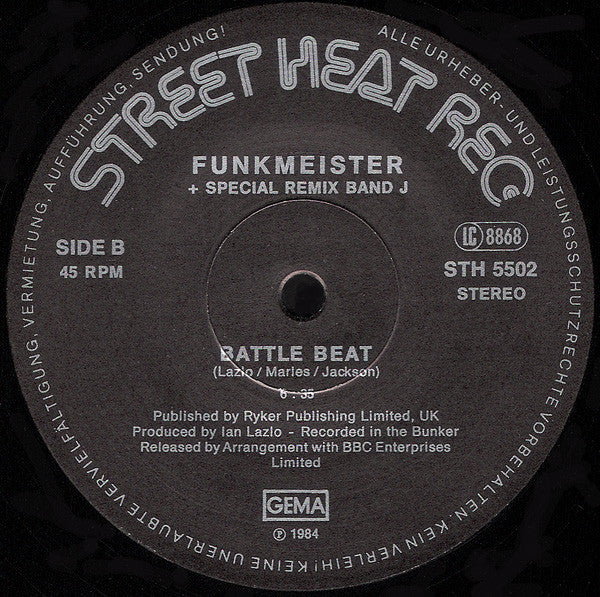 ALLE URHEBER- UND LEISTUNGSSCHUTZRECHTE VORBEHALTEN. KEIN VERLEIH! KEINE UNERLAUBTE VERVIELFÄLTIGUNG, VERMIETUNG, AUFFÜHRUNG, SENDUNG!
STREET HEAT REC
FUNKMEISTER
+ SPECIAL REMIX BAND J
SIDE B
45 RPM
LC 8868
STH 5502
STEREO
BATTLE BEAT
(Lazlo / Marles / Jackson)
6 : 35
Published by Ryker Publishing Limited, UK
Produced by Ian Lazlo - Recorded in the Bunker
Released by Arrangement with BBC Enterprises
Limited
GEMA
℗ 1984